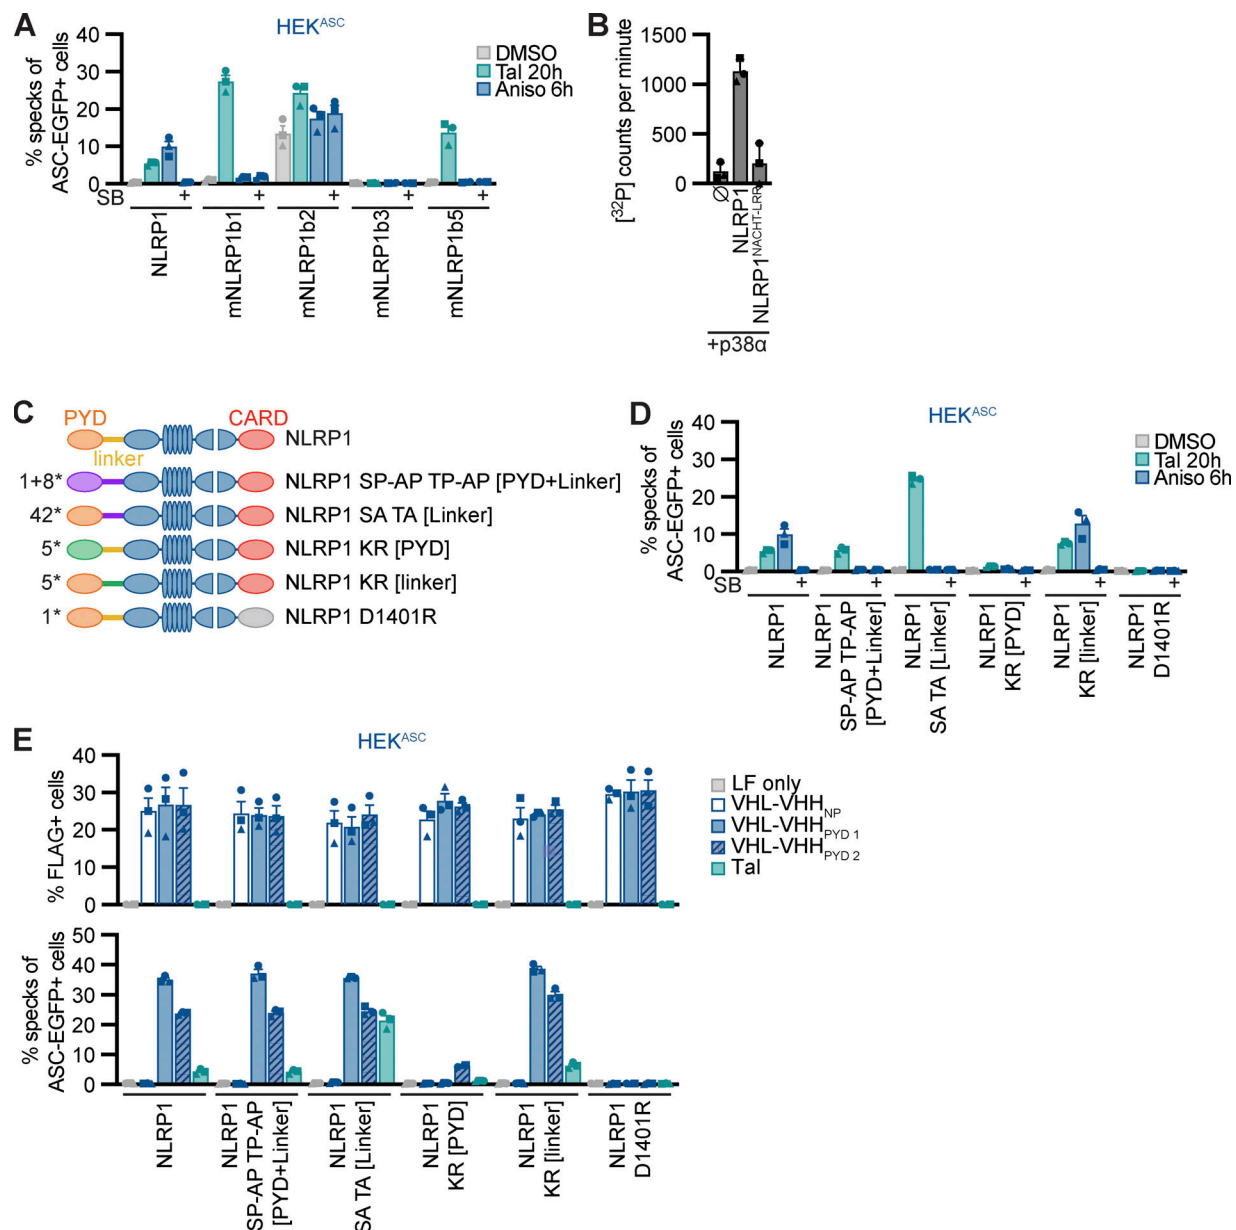 A
HEK^ASC
DMSO
Tal 20h
Aniso 6h
% specks of
ASC-EGFP+ cells
40
30
20
10
0
SB
+
+
+
+
+
NLRP1
mNLRP1b1
mNLRP1b2
mNLRP1b3
mNLRP1b5
B
[³²P] counts per minute
1500
1000
500
0
Ø
NLRP1
NLRP1NACHT-LRR
+p38α
C
PYD
CARD
NLRP1
linker
1+8*
NLRP1 SP-AP TP-AP [PYD+Linker]
42*
NLRP1 SA TA [Linker]
5*
NLRP1 KR [PYD]
5*
NLRP1 KR [linker]
1*
NLRP1 D1401R
D
HEK^ASC
DMSO
Tal 20h
Aniso 6h
% specks of
ASC-EGFP+ cells
40
30
20
10
0
SB
+
+
+
+
+
+
NLRP1
NLRP1
SP-AP TP-AP
[PYD+Linker]
NLRP1
SA TA [Linker]
NLRP1
KR [PYD]
NLRP1
KR [linker]
NLRP1
D1401R
E
HEK^ASC
LF only
VHL-VHH_NP
VHL-VHH_PYD 1
VHL-VHH_PYD 2
Tal
% FLAG+ cells
40
30
20
10
0
% specks of
ASC-EGFP+ cells
50
40
30
20
10
0
NLRP1
NLRP1
SP-AP TP-AP
[PYD+Linker]
NLRP1
SA TA [Linker]
NLRP1
KR [PYD]
NLRP1
KR [linker]
NLRP1
D1401R